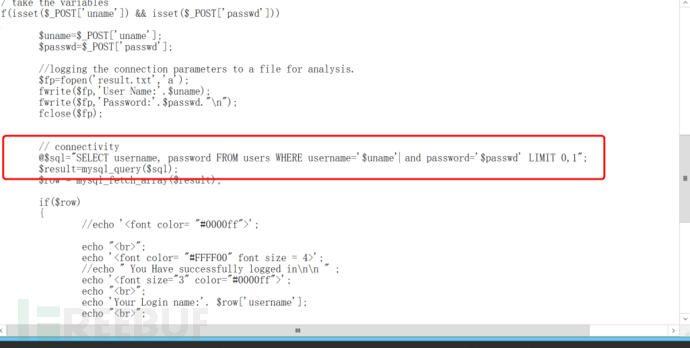 / take the variables
f(isset($_POST['uname']) && isset($_POST['passwd']))
$uname=$_POST['uname'];
$passwd=$_POST['passwd'];
//logging the connection parameters to a file for analysis.
$fp=fopen('result.txt','a');
fwrite($fp,'User Name:'.$uname);
fwrite($fp,'Password:'.$passwd."\n");
fclose($fp);
// connectivity
@$sql="SELECT username, password FROM users WHERE username='$uname' and password='$passwd' LIMIT 0,1";
$result=mysql_query($sql);
$row = mysql_fetch_array($result);
if($row)
{
//echo '<font color= "#0000ff">';
echo "<br>";
echo '<font color= "#FFFF00" font size = 4>';
//echo " You Have successfully logged in\n\n " ;
echo '<font size="3" color="#0000ff">';
echo "<br>";
echo 'Your Login name:'. $row['username'];
echo "<br>";
FREEBUF